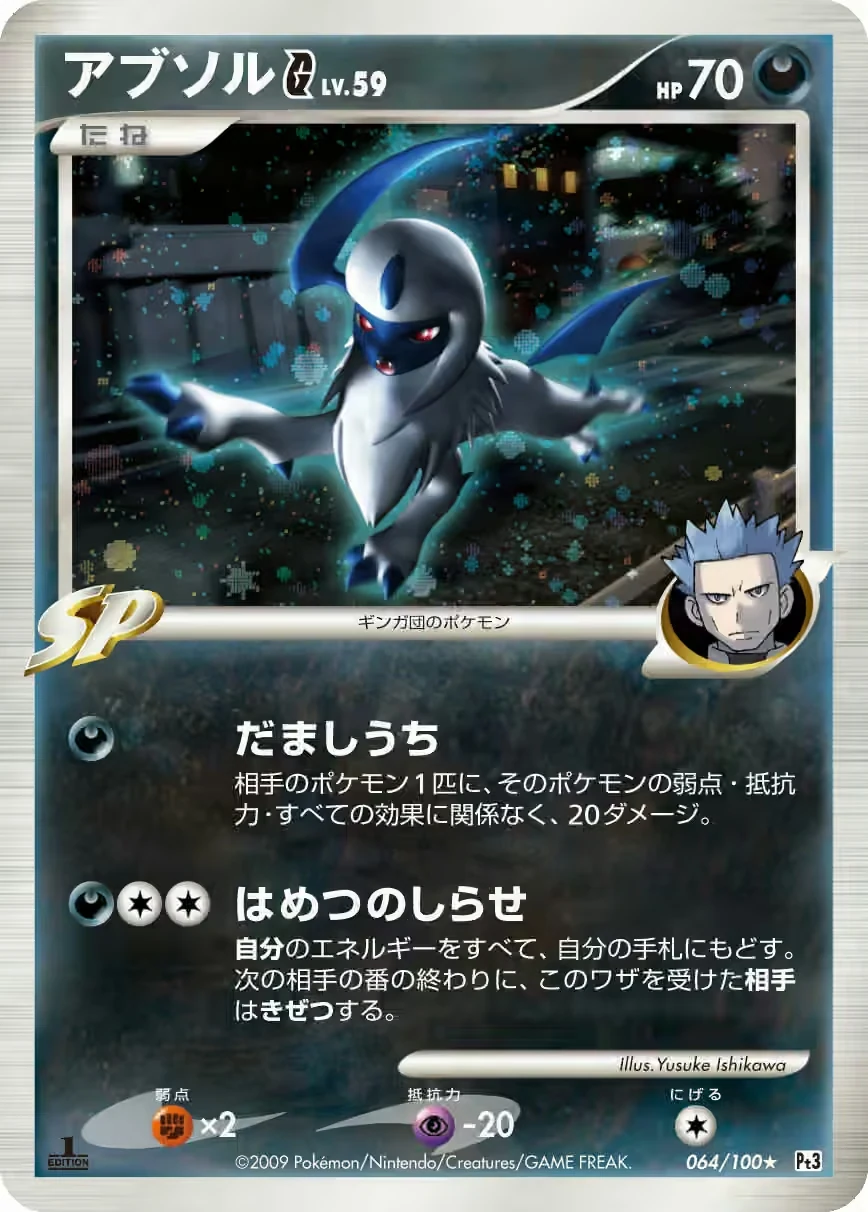 アブソル G LV.59 HP 70
たね
SP
ギンガ団のポケモン
だましうち
相手のポケモン1匹に、そのポケモンの弱点・抵抗
力・すべての効果に関係なく、20ダメージ。
はめつのしらせ
自分のエネルギーをすべて、自分の手札にもどす。
次の相手の番の終わりに、このワザを受けた相手
はきぜつする。
Illus. Yusuke Ishikawa
弱点 抵抗力 にげる
×2 -20
1 EDITION
©2009 Pokémon/Nintendo/Creatures/GAME FREAK. 064/100★ Pt3